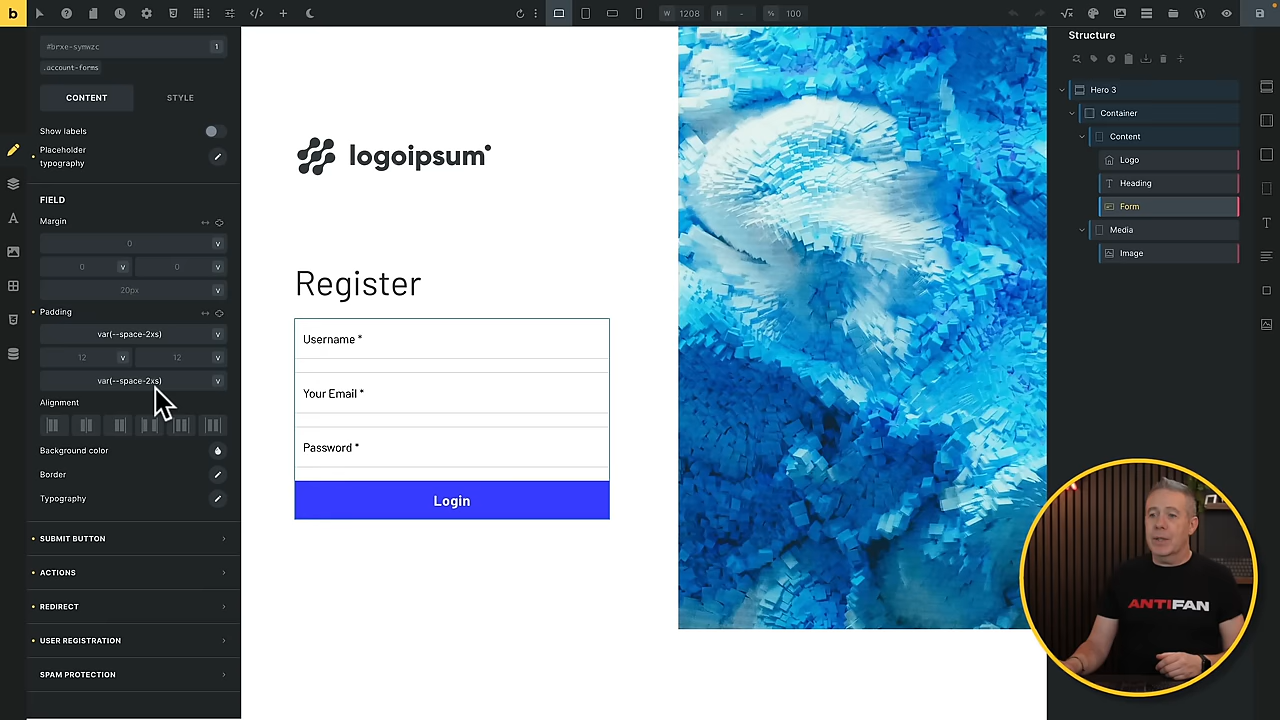 b
W 1208 H - % 100
#brxe-symwzc 1
.account-forms
CONTENT STYLE
Show labels
Placeholder
typography
FIELD
Margin
0 v
0 v 0 v
20px v
Padding
var(--space-2xs) v
12 v 12 v
var(--space-2xs) v
Alignment
Background color
Border
Typography
SUBMIT BUTTON
ACTIONS
REDIRECT
USER REGISTRATION
SPAM PROTECTION
logoipsum
Register
Username *
Your Email *
Password *
Login
Structure
Hero 3
Container
Content
Logo
Heading
Form
Media
Image
ANTIFAN